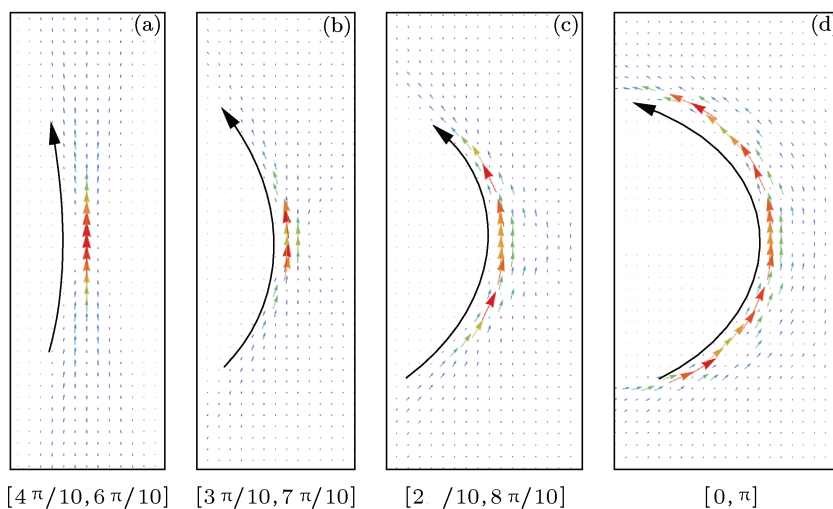 (a)
(b)
(c)
(d
[4 π/10,6 π/10]
[3 π/10,7 π/10]
[2 /10,8 π/10]
[0, π]